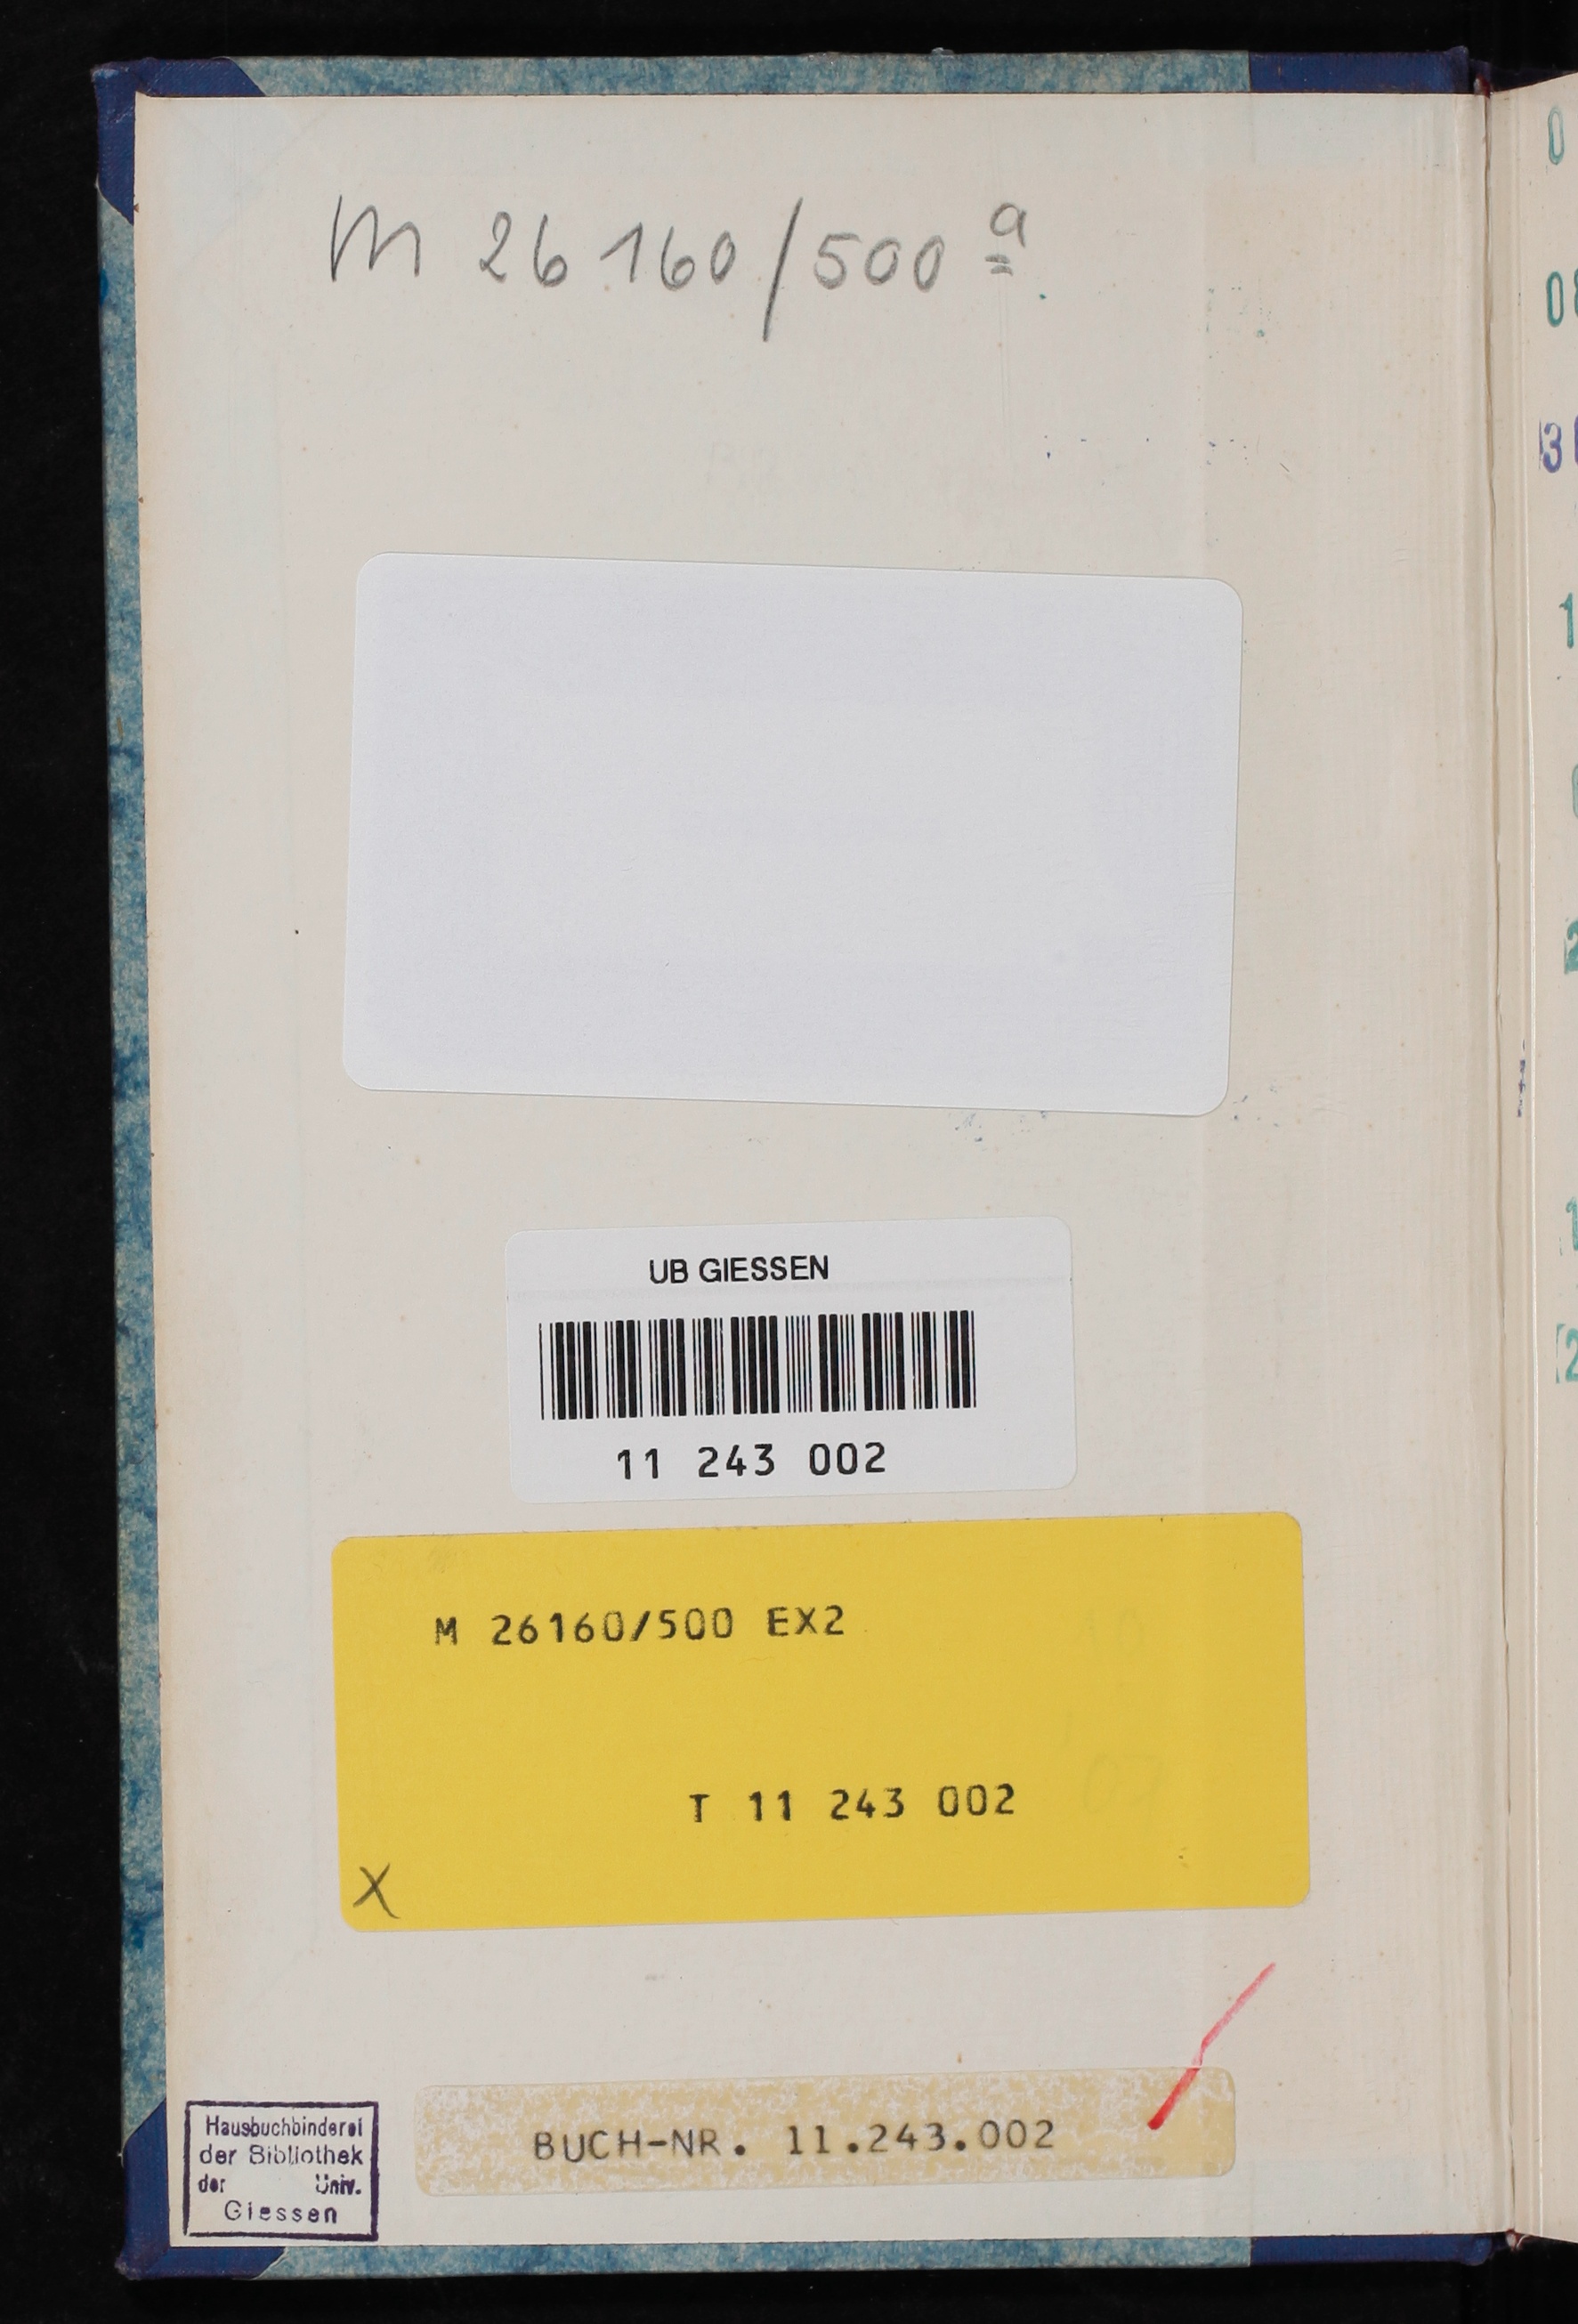 M 26160/500 a
UB GIESSEN
11 243 002
M 26160/500 EX2
T 11 243 002
X
BUCH-NR. 11.243.002
Hausbuchbinderei
der Bibliothek
der Univ.
Giessen